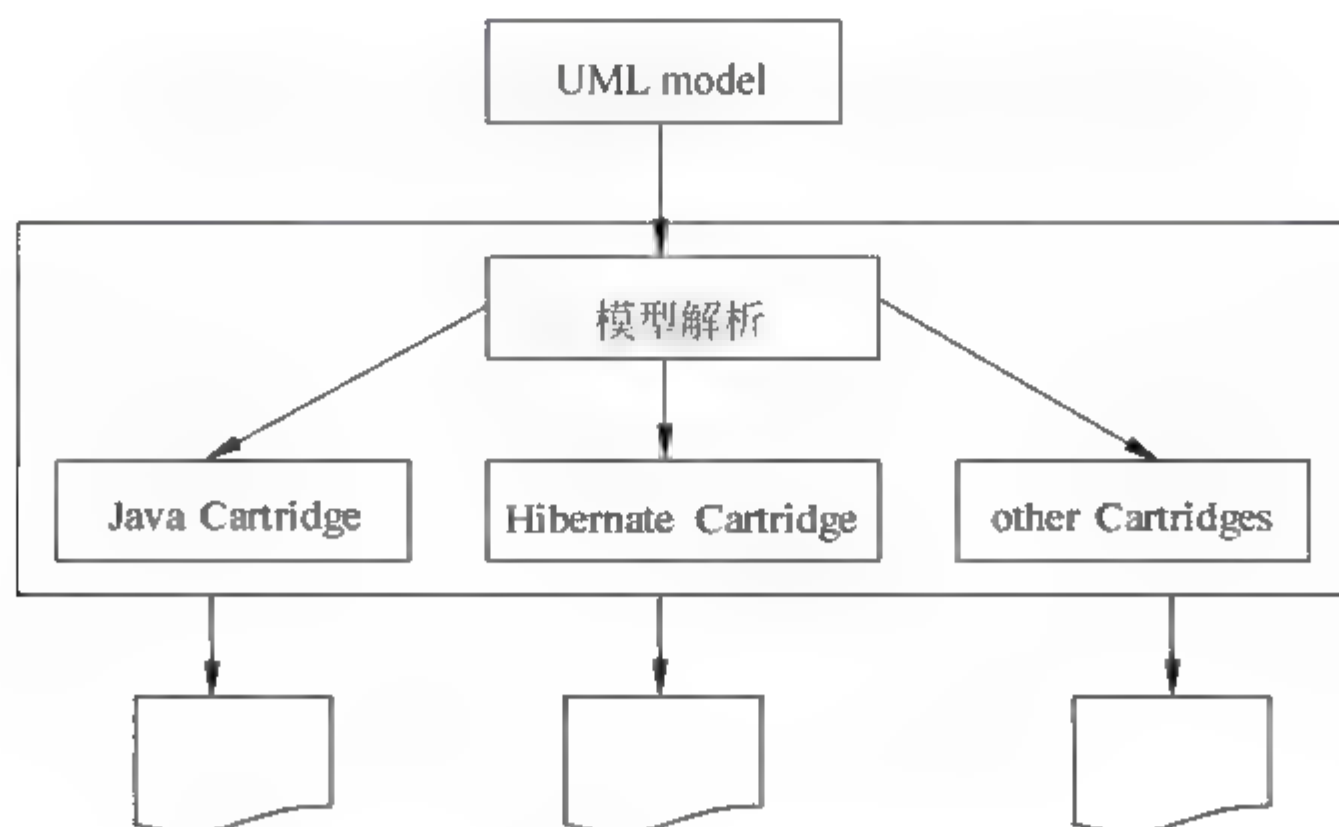 UML model
模型解析
Java Cartridge
Hibernate Cartridge
other Cartridges